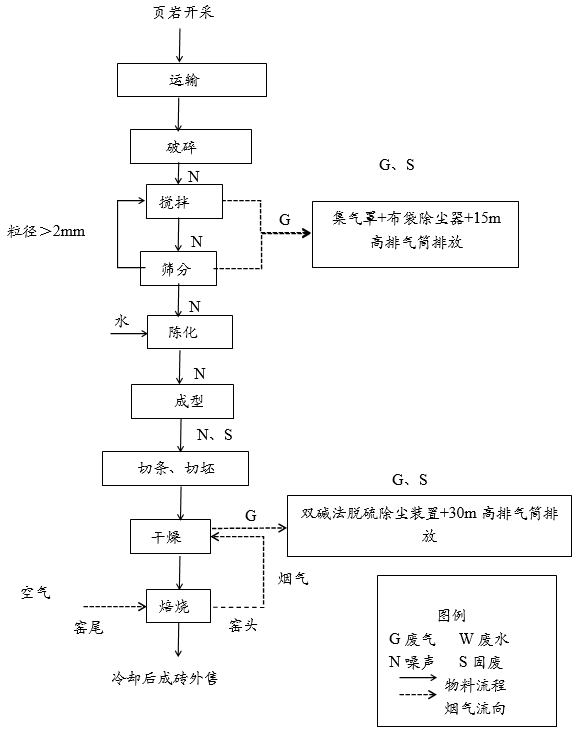 页岩开采
运输
破碎
G、S
N
搅拌
G
集气罩+布袋除尘器+15m
高排气筒排放
粒径＞2mm
N
筛分
N
水
陈化
N
成型
N、S
切条、切坯
G、S
G
双碱法脱硫除尘装置+30m 高排气筒排
放
干燥
烟气
空气
焙烧
窑尾
窑头
冷却后成砖外售
图例
G 废气 W 废水
N 噪声 S 固废
物料流程
烟气流向